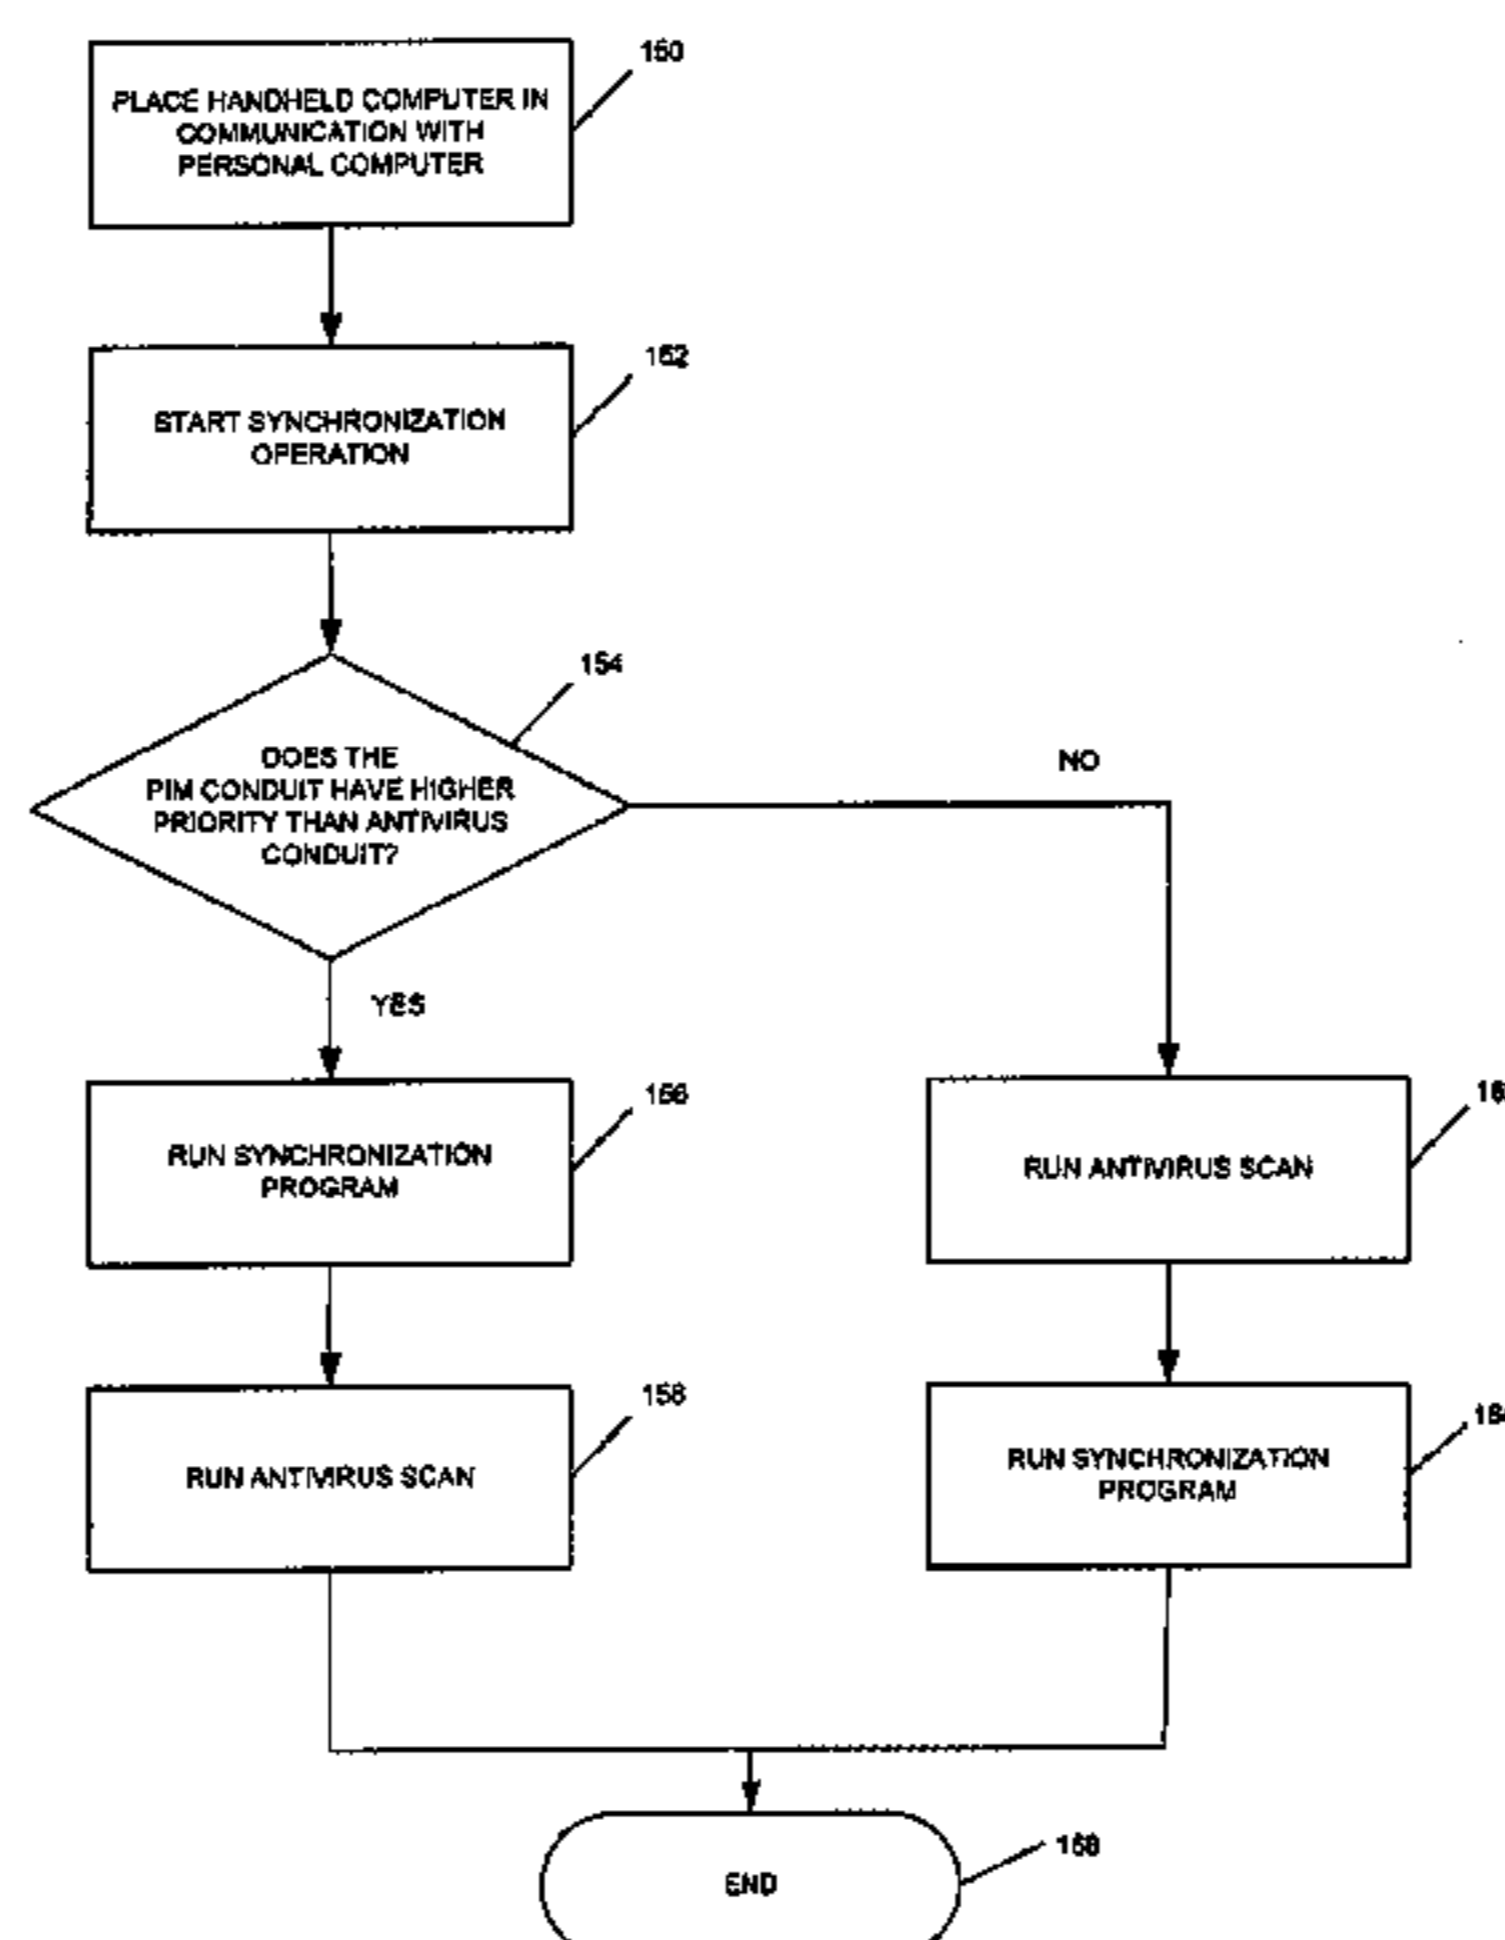 150
PLACE HANDHELD COMPUTER IN
COMMUNICATION WITH
PERSONAL COMPUTER
152
START SYNCHRONIZATION
OPERATION
154
DOES THE
PIM CONDUIT HAVE HIGHER
PRIORITY THAN ANTIVIRUS
CONDUIT?
NO
YES
156
RUN SYNCHRONIZATION
PROGRAM
RUN ANTIVIRUS SCAN
158
RUN ANTIVIRUS SCAN
RUN SYNCHRONIZATION
PROGRAM
END